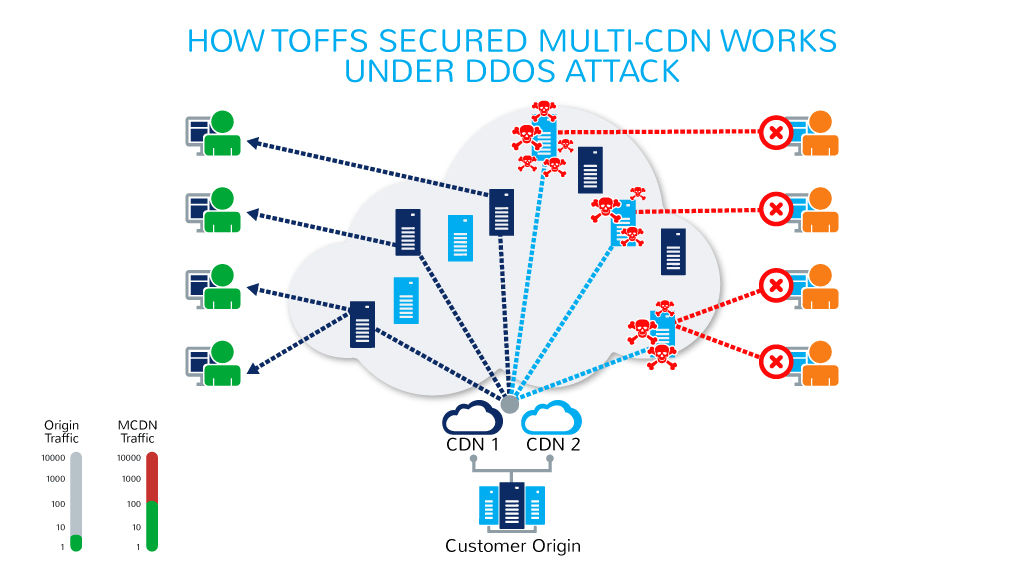 HOW TOFFS SECURED MULTI-CDN WORKS
UNDER DDOS ATTACK
CDN 1
CDN 2
Customer Origin
Origin
Traffic
10000
1000
100
10
1
MCDN
Traffic
10000
1000
100
10
1